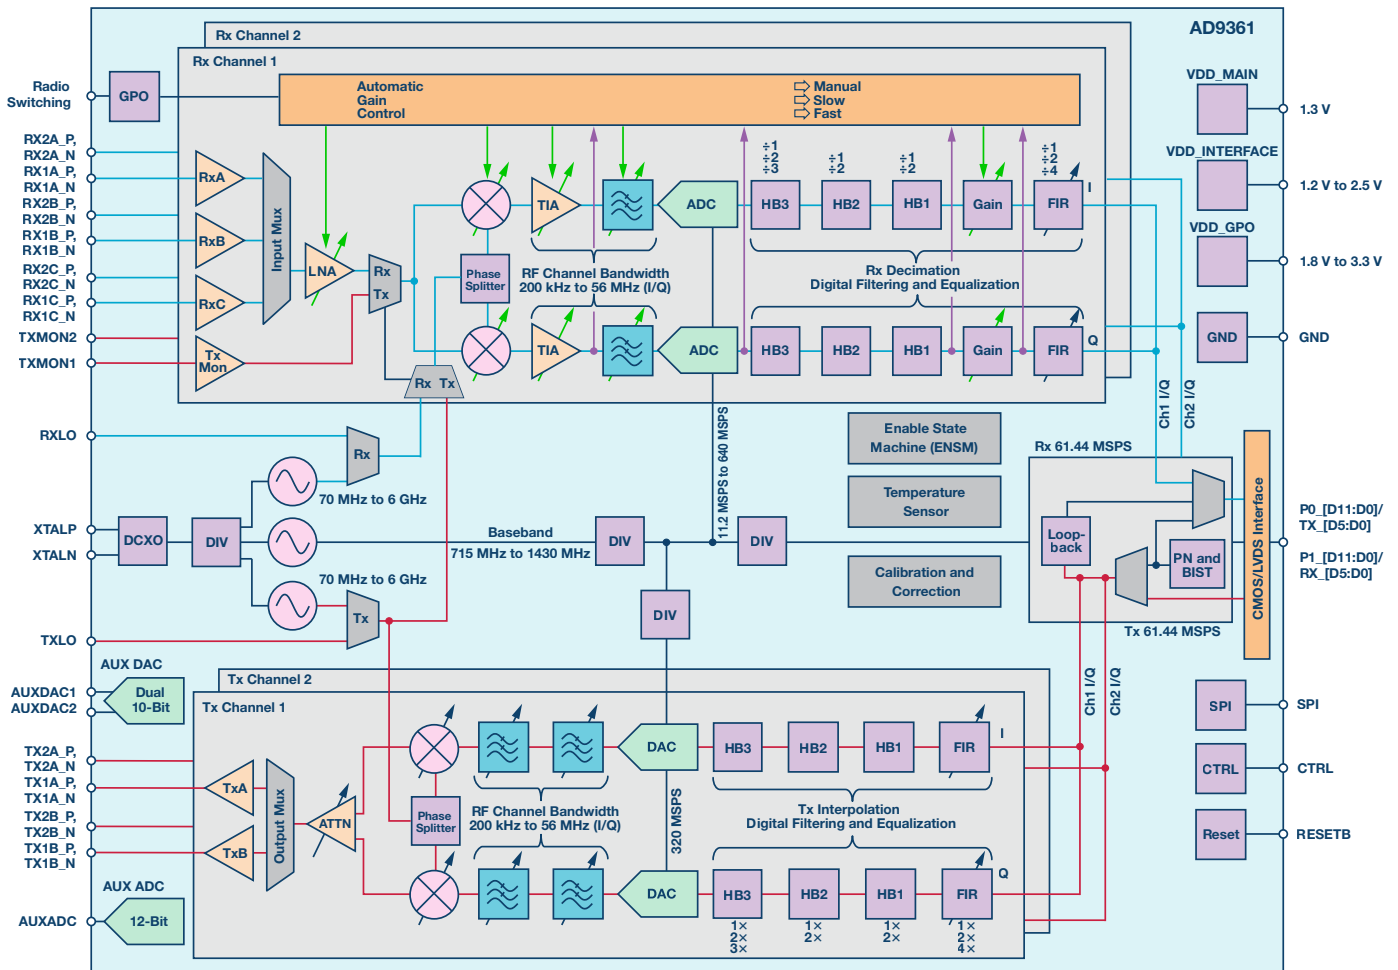 AD9361
Rx Channel 2
Rx Channel 1
Radio
Switching
GPO
Automatic
Gain
Control
Manual
Slow
Fast
VDD_MAIN
1.3 V
VDD_INTERFACE
1.2 V to 2.5 V
VDD_GPO
1.8 V to 3.3 V
GND
GND
RX2A_P,
RX2A_N
RX1A_P,
RX1A_N
RX2B_P,
RX2B_N
RX1B_P,
RX1B_N
RX2C_P,
RX2C_N
RX1C_P,
RX1C_N
TXMON2
TXMON1
RxA
RxB
RxC
Tx
Mon
Input Mux
LNA
Rx
Tx
Phase
Splitter
Rx Tx
TIA
ADC
÷1
÷2
÷3
HB3
÷1
÷2
HB2
÷1
÷2
HB1
Gain
÷1
÷2
÷4
FIR
I
RF Channel Bandwidth
200 kHz to 56 MHz (I/Q)
Rx Decimation
Digital Filtering and Equalization
TIA
ADC
HB3
HB2
HB1
Gain
FIR
Q
Ch1 I/Q
Ch2 I/Q
RXLO
Rx
70 MHz to 6 GHz
XTALP
XTALN
DCXO
DIV
Baseband
715 MHz to 1430 MHz
DIV
11.2 MSPS to 640 MSPS
DIV
DIV
70 MHz to 6 GHz
Tx
TXLO
Enable State
Machine (ENSM)
Temperature
Sensor
Calibration and
Correction
Rx 61.44 MSPS
Loop-
back
PN and
BIST
Tx 61.44 MSPS
CMOS/LVDS Interface
P0_[D11:D0]/
TX_[D5:D0]
P1_[D11:D0]/
RX_[D5:D0]
AUX DAC
AUXDAC1
AUXDAC2
Dual
10-Bit
Tx Channel 2
Tx Channel 1
TX2A_P,
TX2A_N
TX1A_P,
TX1A_N
TX2B_P,
TX2B_N
TX1B_P,
TX1B_N
TxA
TxB
Output Mux
ATTN
Phase
Splitter
RF Channel Bandwidth
200 kHz to 56 MHz (I/Q)
DAC
320 MSPS
DAC
HB3
HB2
HB1
FIR
I
Tx Interpolation
Digital Filtering and Equalization
HB3
HB2
HB1
FIR
Q
1×
2×
3×
1×
2×
1×
2×
1×
2×
4×
Ch1 I/Q
Ch2 I/Q
SPI
SPI
CTRL
CTRL
Reset
RESETB
AUX ADC
AUXADC
12-Bit